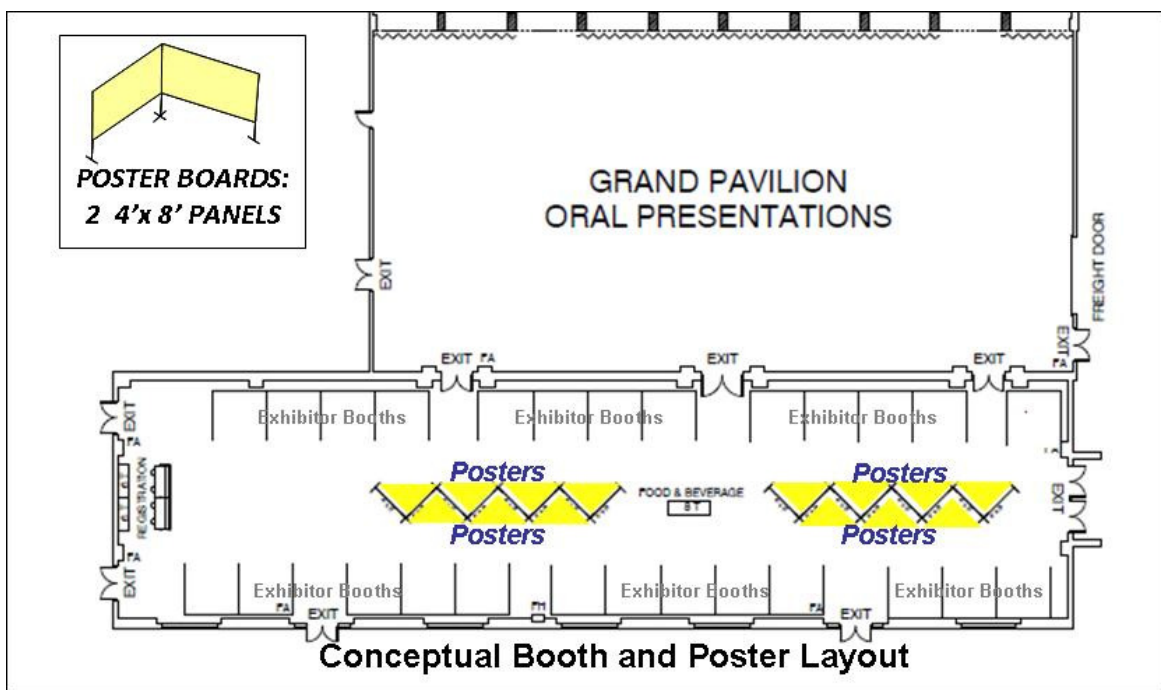 POSTER BOARDS:
2 4'x 8' PANELS
GRAND PAVILION
ORAL PRESENTATIONS
EXIT
FREIGHT DOOR
EXIT
FA
EXIT FA
EXIT
EXIT
Exhibitor Booths
Exhibitor Booths
Exhibitor Booths
EXIT
FA
REGISTRATION
FA
EXIT
Posters
Posters
FOOD & BEVERAGE
Posters
Posters
EXIT
Exhibitor Booths
Exhibitor Booths
Exhibitor Booths
FA
EXIT
FH
FA
EXIT
Conceptual Booth and Poster Layout